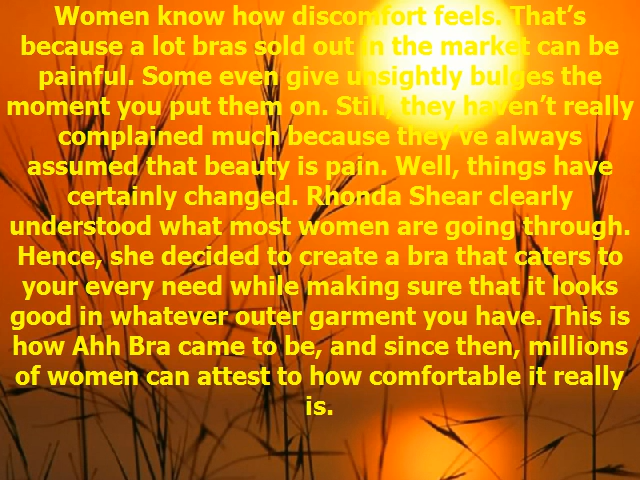 Women know how discomfort feels. That’s
because a lot bras sold out in the market can be
painful. Some even give unsightly bulges the
moment you put them on. Still, they haven’t really
complained much because they’ve always
assumed that beauty is pain. Well, things have
certainly changed. Rhonda Shear clearly
understood what most women are going through.
Hence, she decided to create a bra that caters to
your every need while making sure that it looks
good in whatever outer garment you have. This is
how Ahh Bra came to be, and since then, millions
of women can attest to how comfortable it really
is.